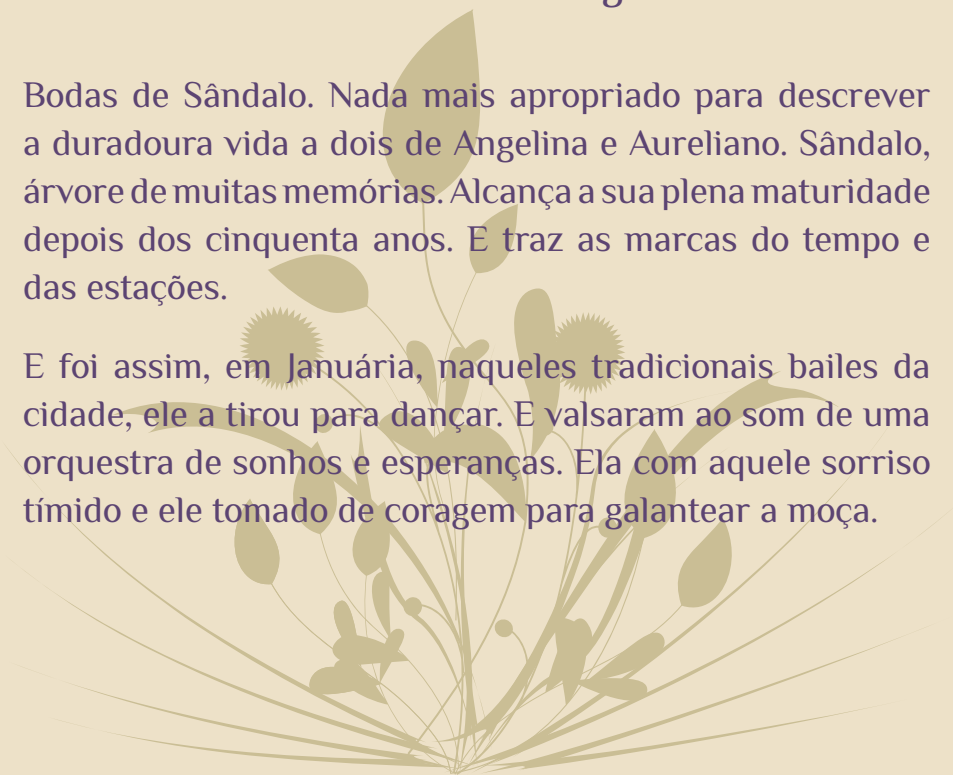 Bodas de Sândalo. Nada mais apropriado para descrever
a duradoura vida a dois de Angelina e Aureliano. Sândalo,
árvore de muitas memórias. Alcança a sua plena maturidade
depois dos cinquenta anos. E traz as marcas do tempo e
das estações.
E foi assim, em Januária, naqueles tradicionais bailes da
cidade, ele a tirou para dançar. E valsaram ao som de uma
orquestra de sonhos e esperanças. Ela com aquele sorriso
tímido e ele tomado de coragem para galantear a moça.